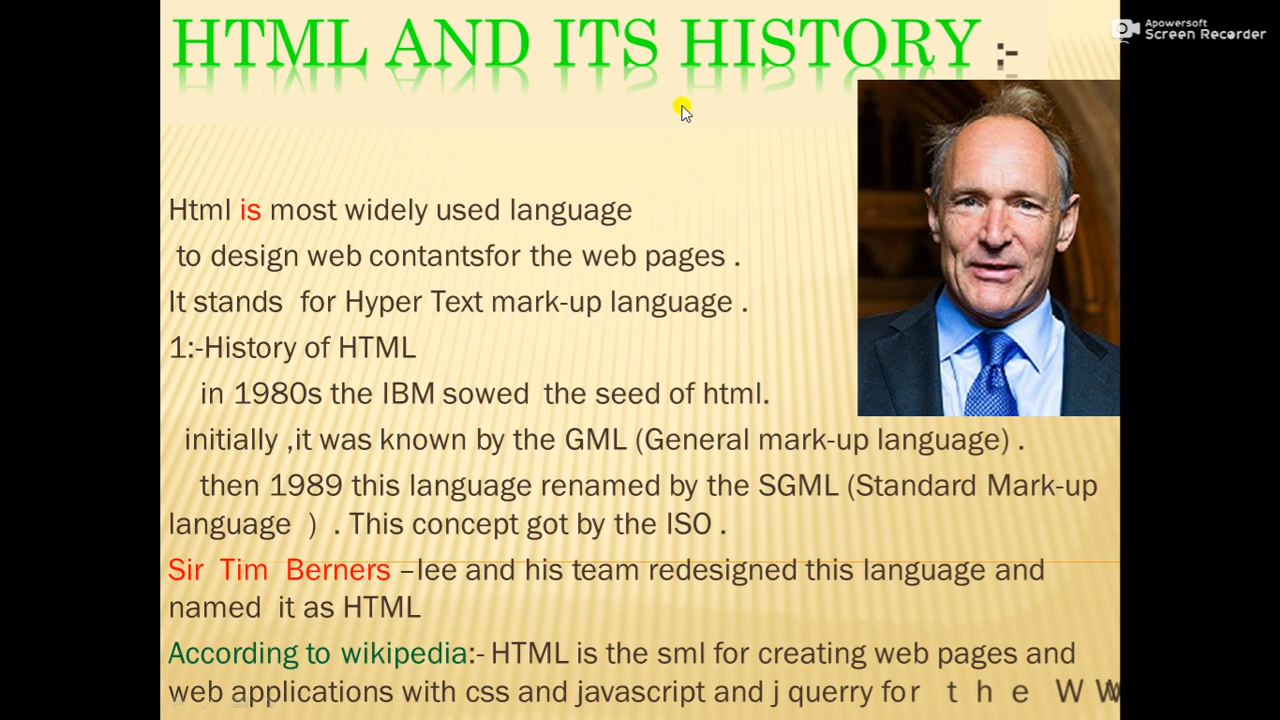 HTML AND ITS HISTORY :-
Apowersoft
Screen Recorder
Html is most widely used language
to design web contantsfor the web pages .
It stands for Hyper Text mark-up language .
1:-History of HTML
in 1980s the IBM sowed the seed of html.
initially ,it was known by the GML (General mark-up language) .
then 1989 this language renamed by the SGML (Standard Mark-up
language ) . This concept got by the ISO .
Sir Tim Berners –lee and his team redesigned this language and
named it as HTML
According to wikipedia:- HTML is the sml for creating web pages and
web applications with css and javascript and j querry for t h e